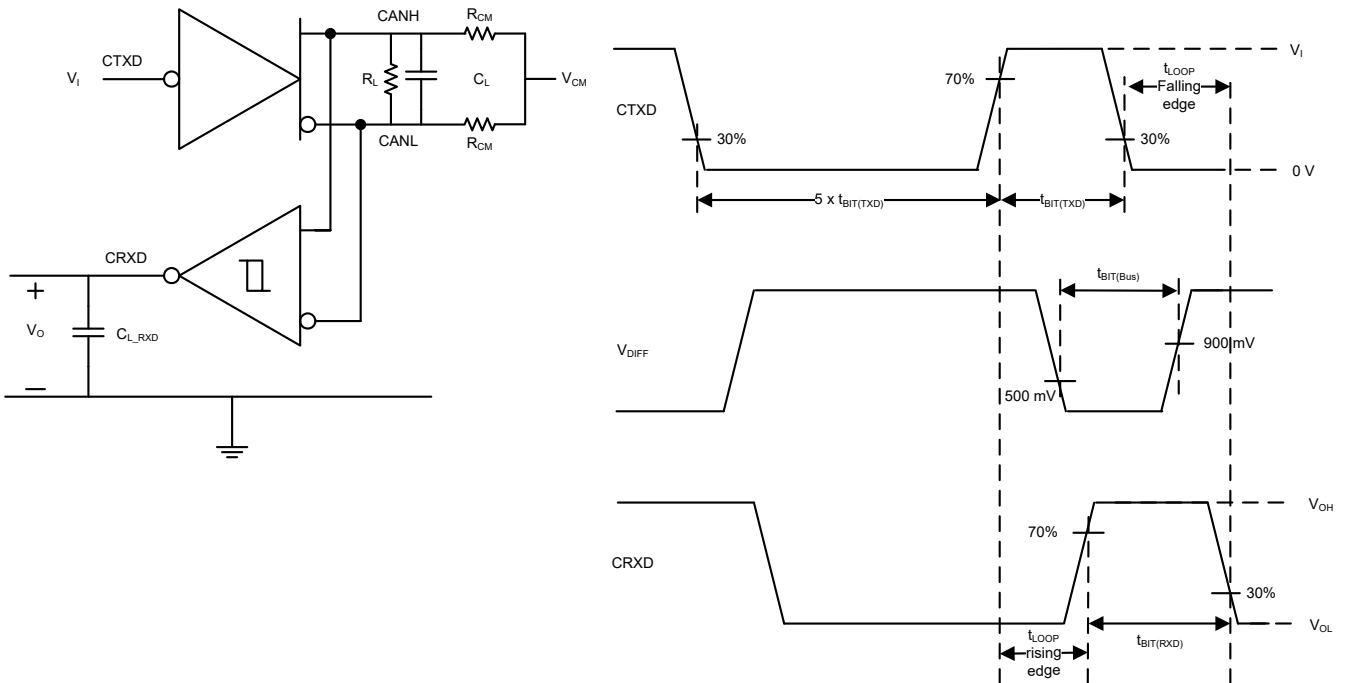 CANH
R_CM
CTXD
V_I
R_L
C_L
V_CM
CANL
R_CM
CRXD
+
V_O
C_L_RXD
—
V_I
70%
t_LOOP
Falling
edge
CTXD
30%
30%
0 V
5 x t_BIT(TXD)
t_BIT(TXD)
t_BIT(Bus)
V_DIFF
900 mV
500 mV
V_OH
70%
CRXD
30%
V_OL
t_LOOP
rising
edge
t_BIT(RXD)